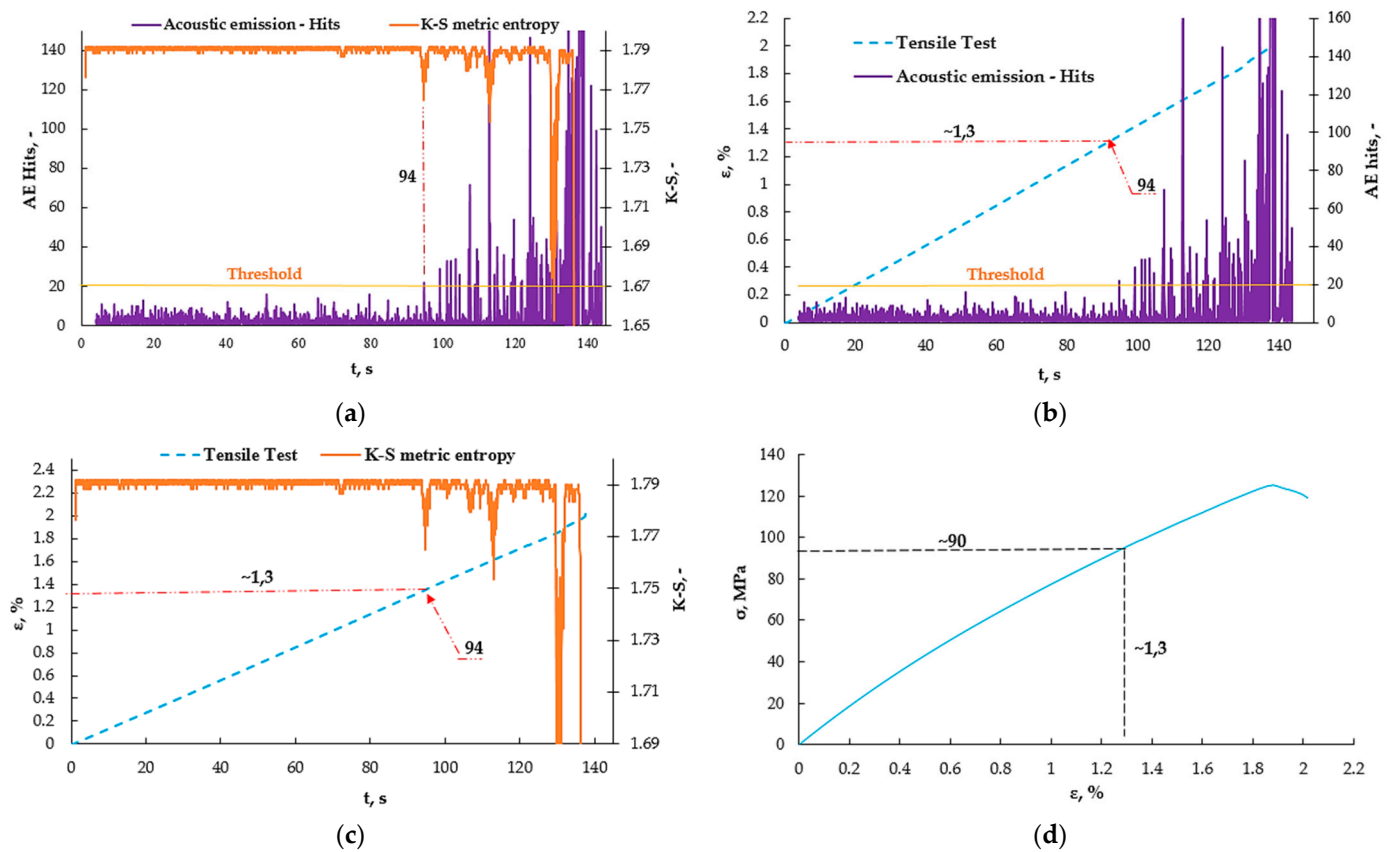 Acoustic emission - Hits K-S metric entropy
140
120
100
80
60
40
20
0
AE Hits, -
1.79
1.77
1.75
1.73
1.71
1.69
1.67
1.65
K-S, -
94
Threshold
0 20 40 60 80 100 120 140
t, s
(a)
2.2
2
1.8
1.6
1.4
1.2
1
0.8
0.6
0.4
0.2
0
ε, %
160
140
120
100
80
60
40
20
0
AE hits, -
Tensile Test
Acoustic emission - Hits
~1,3
94
Threshold
0 20 40 60 80 100 120 140
t, s
(b)
Tensile Test K-S metric entropy
2.4
2.2
2
1.8
1.6
1.4
1.2
1
0.8
0.6
0.4
0.2
0
ε, %
1.79
1.77
1.75
1.73
1.71
1.69
K-S, -
~1,3
94
0 20 40 60 80 100 120 140
t, s
(c)
140
120
100
80
60
40
20
0
σ, MPa
~90
~1,3
0 0.2 0.4 0.6 0.8 1 1.2 1.4 1.6 1.8 2 2.2
ε, %
(d)